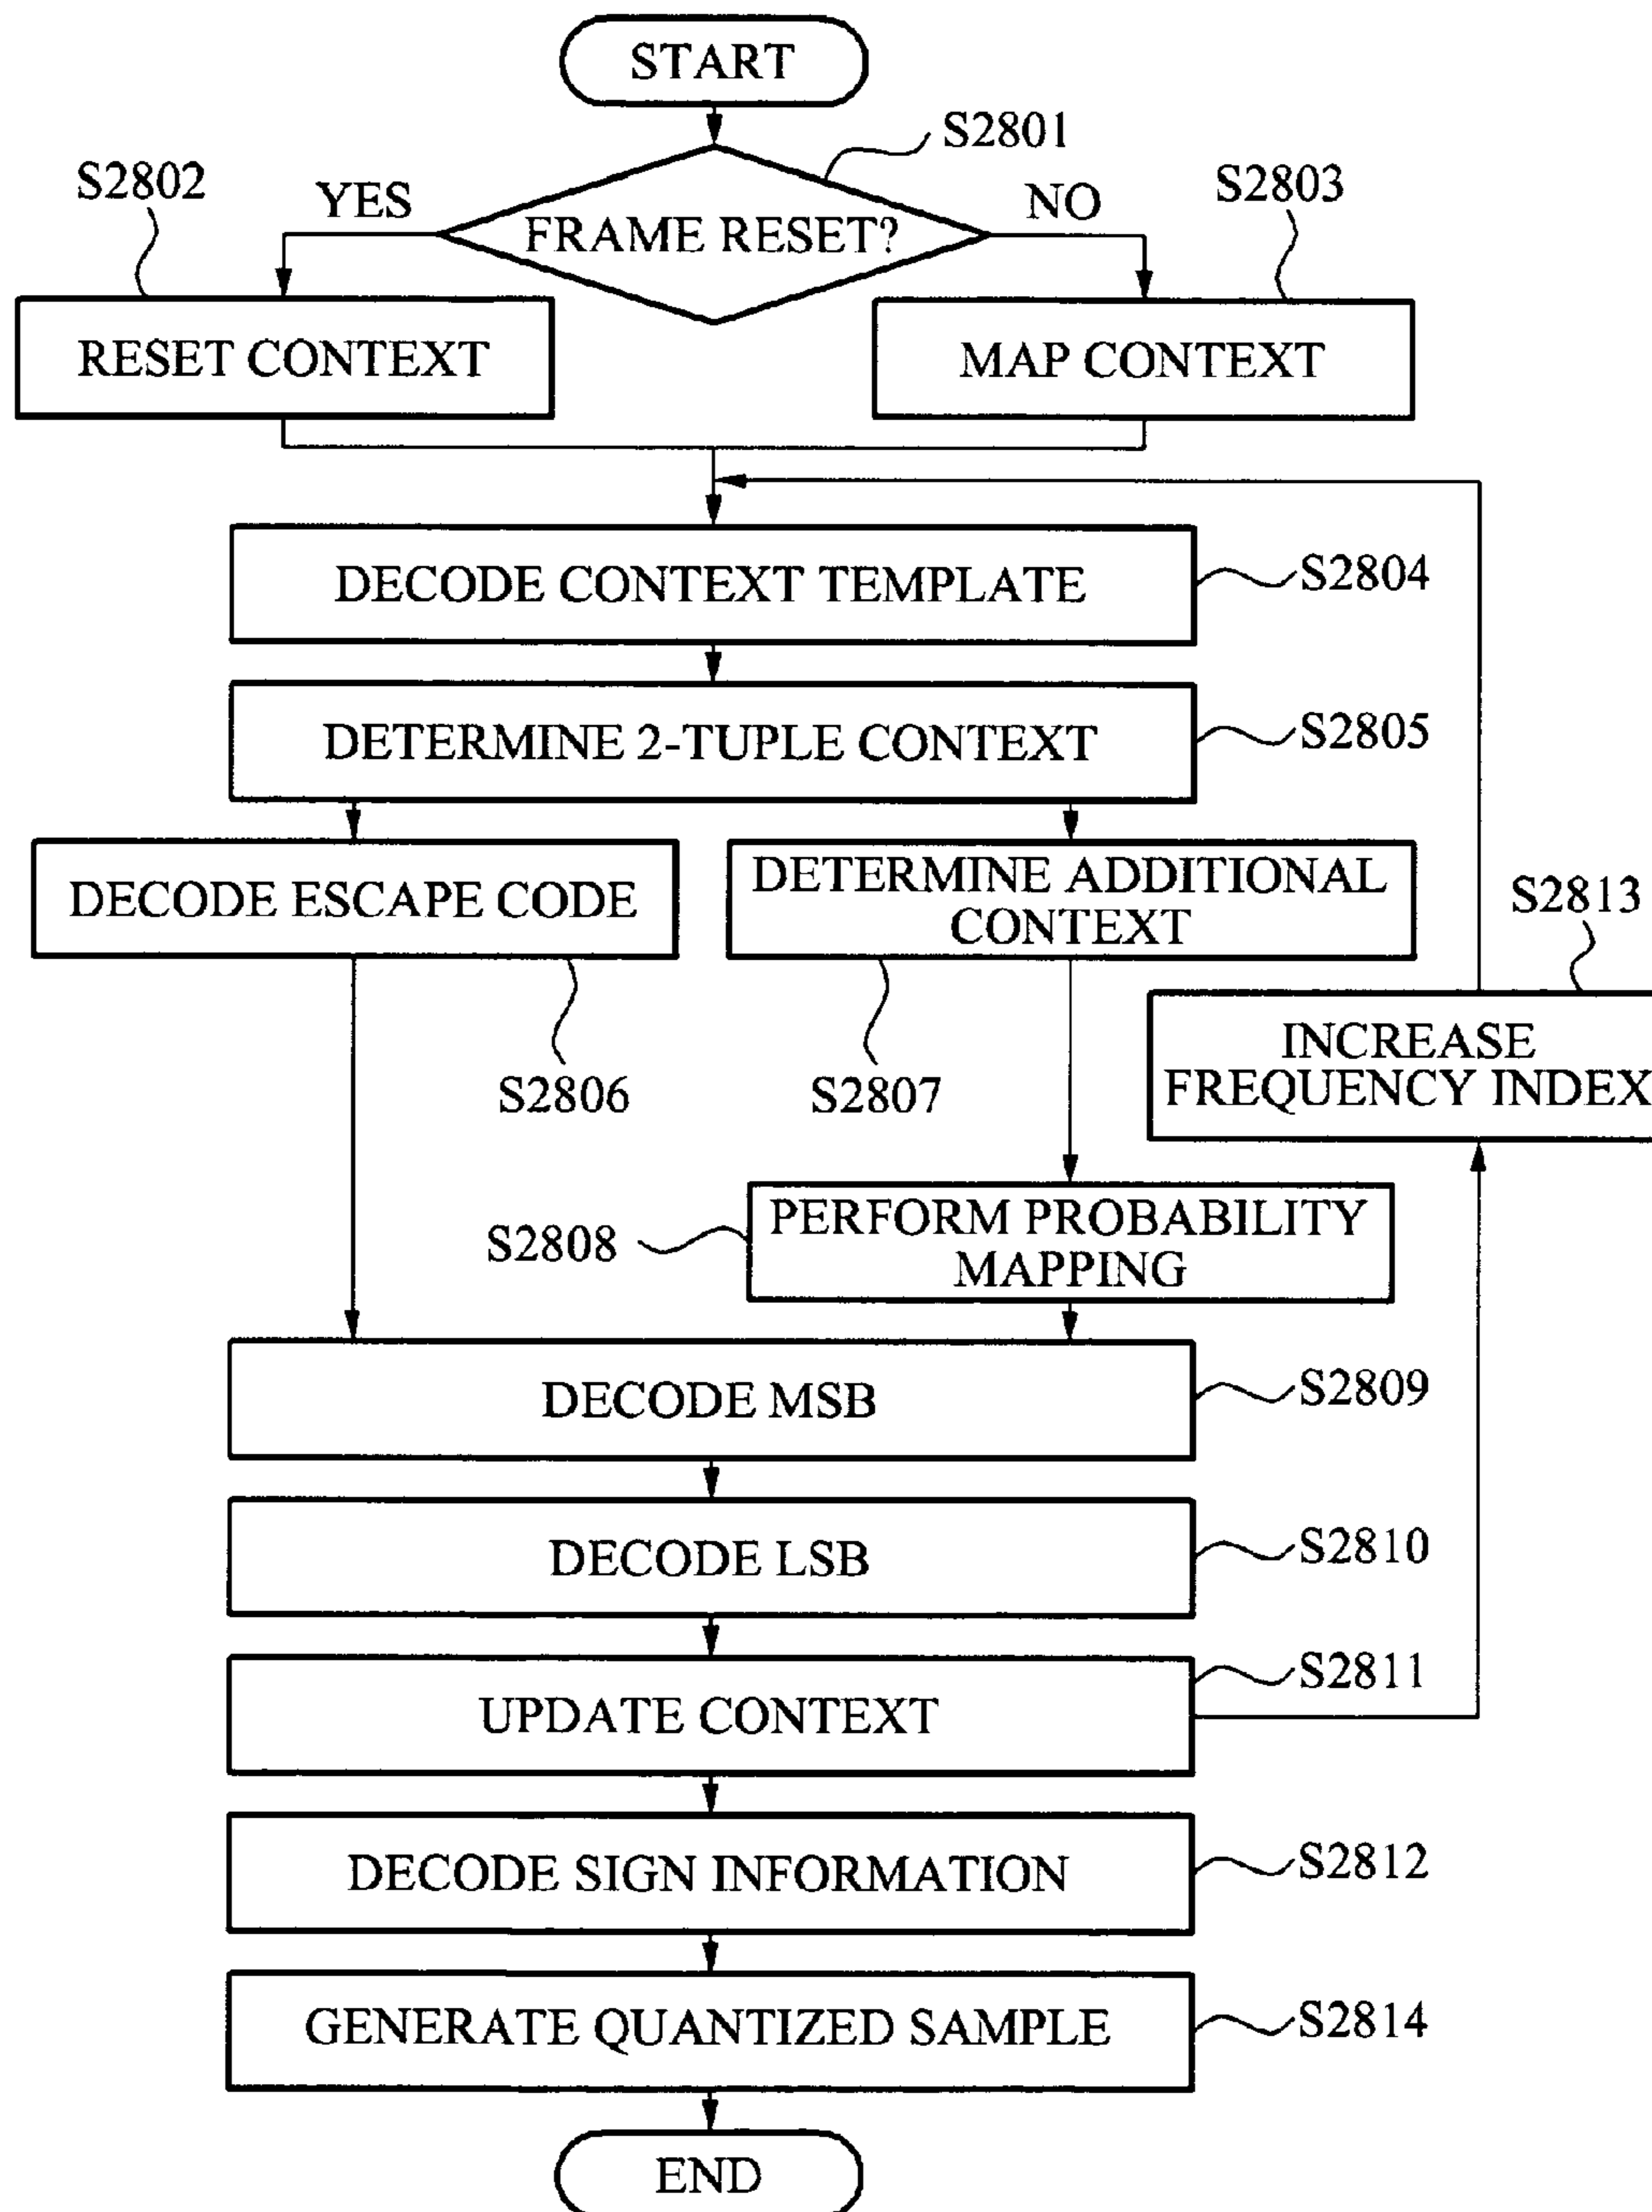 START
S2801
S2802
YES
NO
S2803
FRAME RESET?
RESET CONTEXT
MAP CONTEXT
DECODE CONTEXT TEMPLATE
S2804
DETERMINE 2-TUPLE CONTEXT
S2805
DECODE ESCAPE CODE
DETERMINE ADDITIONAL
CONTEXT
S2813
S2806
S2807
INCREASE
FREQUENCY INDEX
S2808
PERFORM PROBABILITY
MAPPING
DECODE MSB
S2809
DECODE LSB
S2810
UPDATE CONTEXT
S2811
DECODE SIGN INFORMATION
S2812
GENERATE QUANTIZED SAMPLE
S2814
END